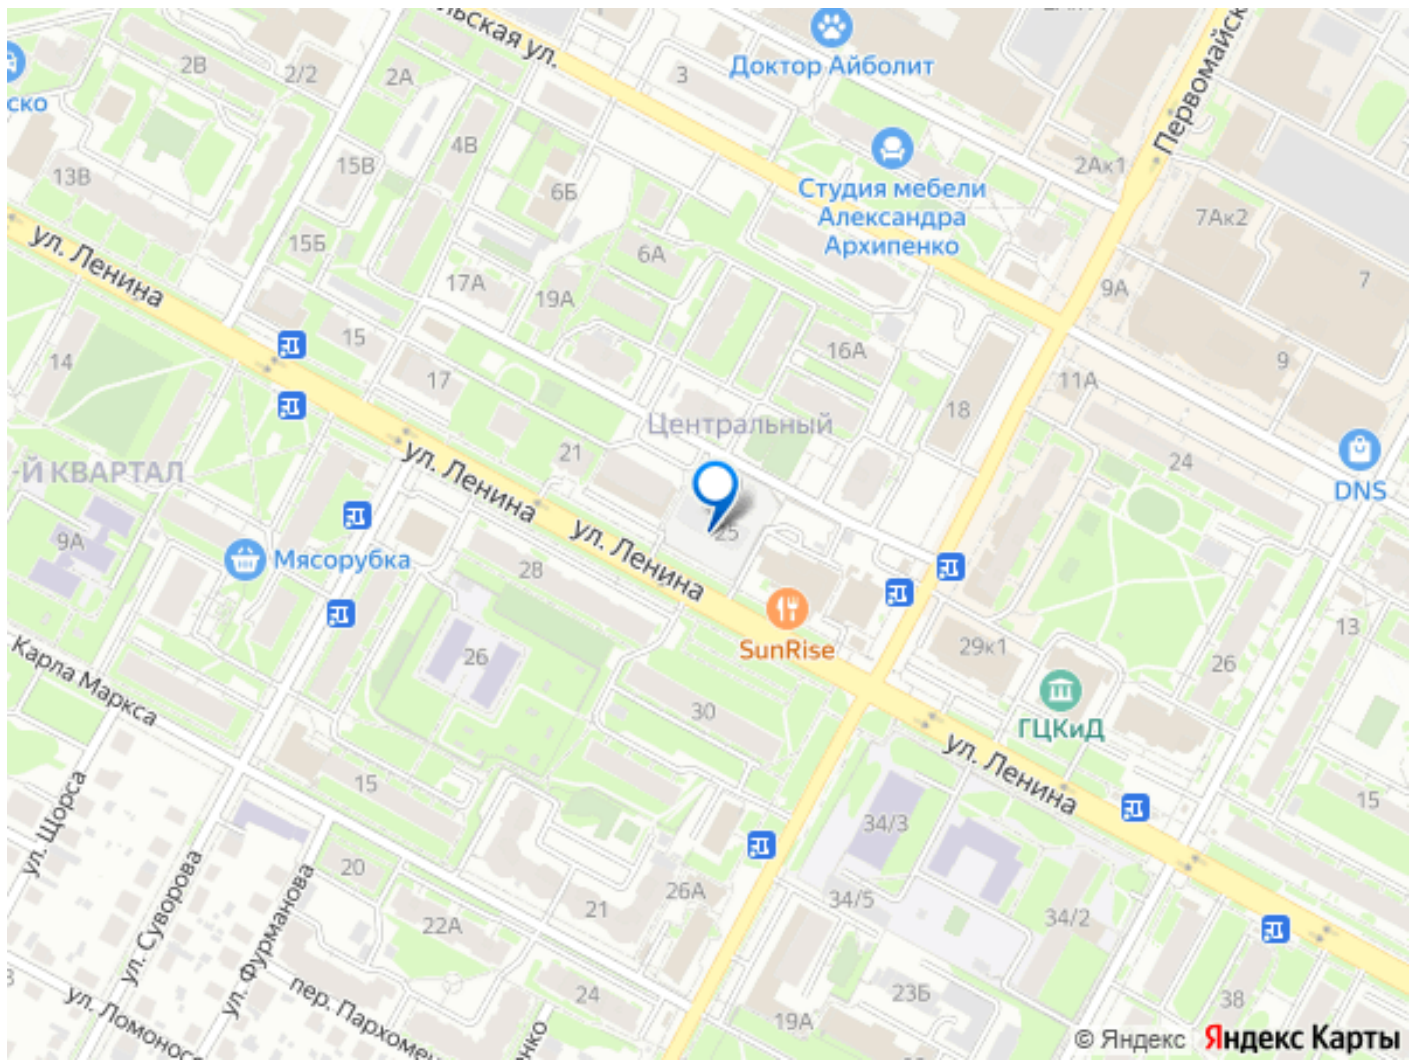 льская ул.
2В
2/2
2А
3
Доктор Айболит
Первомайск
ско
4В
15В
13В
6Б
Студия мебели
Александра
Архипенко
2Ак1
7Ак2
7
ул. Ленина
15Б
17А
19А
6А
9А
15
14
17
16А
9
11А
18
Центральный
21
-Й КВАРТАЛ
24
DNS
9А
Мясорубка
28
ул. Ленина
ул. Ленина
25
SunRise
26
30
29к1
ГЦКиД
13
26
Карла Маркса
ул. Ленина
15
15
34/3
ул. Щорса
ул. Суворова
ул. Фурманова
20
22А
21
26А
34/5
34/2
ул. Ломонос
пер. Пархоме
енко
24
19А
23Б
38
© Яндекс Яндекс Карты